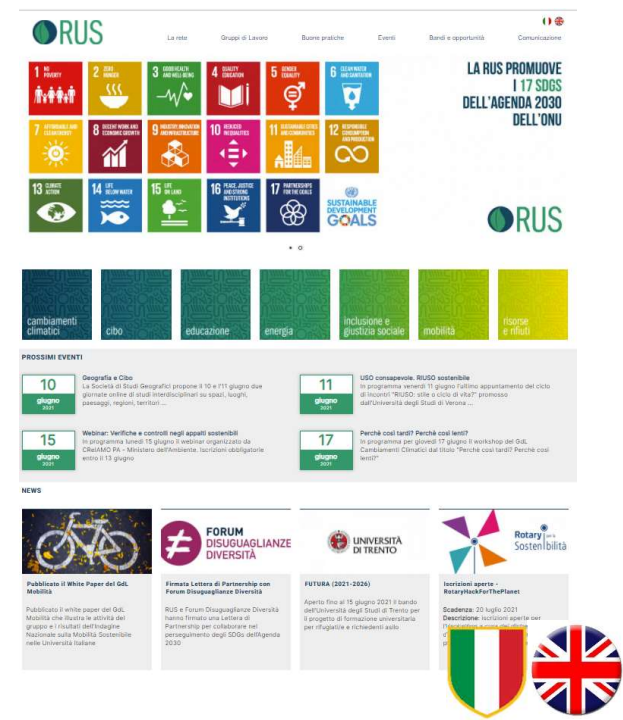 RUS
La rete Gruppi di Lavoro Buone pratiche Eventi Bandi e opportunità Comunicazione
1 NO POVERTY
2 ZERO HUNGER
3 GOOD HEALTH AND WELL-BEING
4 QUALITY EDUCATION
5 GENDER EQUALITY
6 CLEAN WATER AND SANITATION
LA RUS PROMUOVE
I 17 SDGS
DELL'AGENDA 2030
DELL'ONU
7 AFFORDABLE AND CLEAN ENERGY
8 DECENT WORK AND ECONOMIC GROWTH
9 INDUSTRY, INNOVATION AND INFRASTRUCTURE
10 REDUCED INEQUALITIES
11 SUSTAINABLE CITIES AND COMMUNITIES
12 RESPONSIBLE CONSUMPTION AND PRODUCTION
13 CLIMATE ACTION
14 LIFE BELOW WATER
15 LIFE ON LAND
16 PEACE, JUSTICE AND STRONG INSTITUTIONS
17 PARTNERSHIPS FOR THE GOALS
SUSTAINABLE
DEVELOPMENT
GOALS
RUS
cambiamenti
climatici
cibo
educazione
energia
inclusione e
giustizia sociale
mobilità
risorse
e rifiuti
PROSSIMI EVENTI
10
giugno
2021
Geografia e Cibo
La Società di Studi Geografici propone il 10 e l'11 giugno due
giornate online di studi interdisciplinari su spazi, luoghi,
paesaggi, regioni, territori ...
11
giugno
2021
USO consapevole. RIUSO sostenibile
In programma venerdì 11 giugno l'ultimo appuntamento del ciclo
di incontri "RIUSO: stile o ciclo di vita?" promosso
dall'Università degli Studi di Verona ...
15
giugno
2021
Webinar: Verifiche e controlli negli appalti sostenibili
In programma lunedì 15 giugno il webinar organizzato da
CReIAMO PA - Ministero dell'Ambiente. Iscrizioni obbligatorie
entro il 13 giugno
17
giugno
2021
Perché così tardi? Perché così lenti?
In programma per giovedì 17 giugno il workshop del GdL
Cambiamenti Climatici dal titolo "Perché così tardi? Perché così
lenti?"
NEWS
FORUM
DISUGUAGLIANZE
DIVERSITÀ
UNIVERSITÀ
DI TRENTO
Rotary per la
Sostenibilità
Pubblicato il White Paper del GdL
Mobilità
Pubblicato il white paper del GdL
Mobilità che illustra le attività del
gruppo e i risultati dell'Indagine
Nazionale sulla Mobilità Sostenibile
nelle Università Italiane
Firmata Lettera di Partnership con
Forum Disuguaglianze Diversità
RUS e Forum Disuguaglianze Diversità
hanno firmato una Lettera di
Partnership per collaborare nel
perseguimento degli SDGs dell'Agenda
2030
FUTURA (2021-2026)
Aperto fino al 15 giugno 2021 il bando
dell'Università degli Studi di Trento per
il progetto di formazione universitaria
per rifugiati/e e richiedenti asilo
Iscrizioni aperte -
RotaryHackForThePlanet
Scadenza: 20 luglio 2021
Descrizione: iscrizioni aperte per